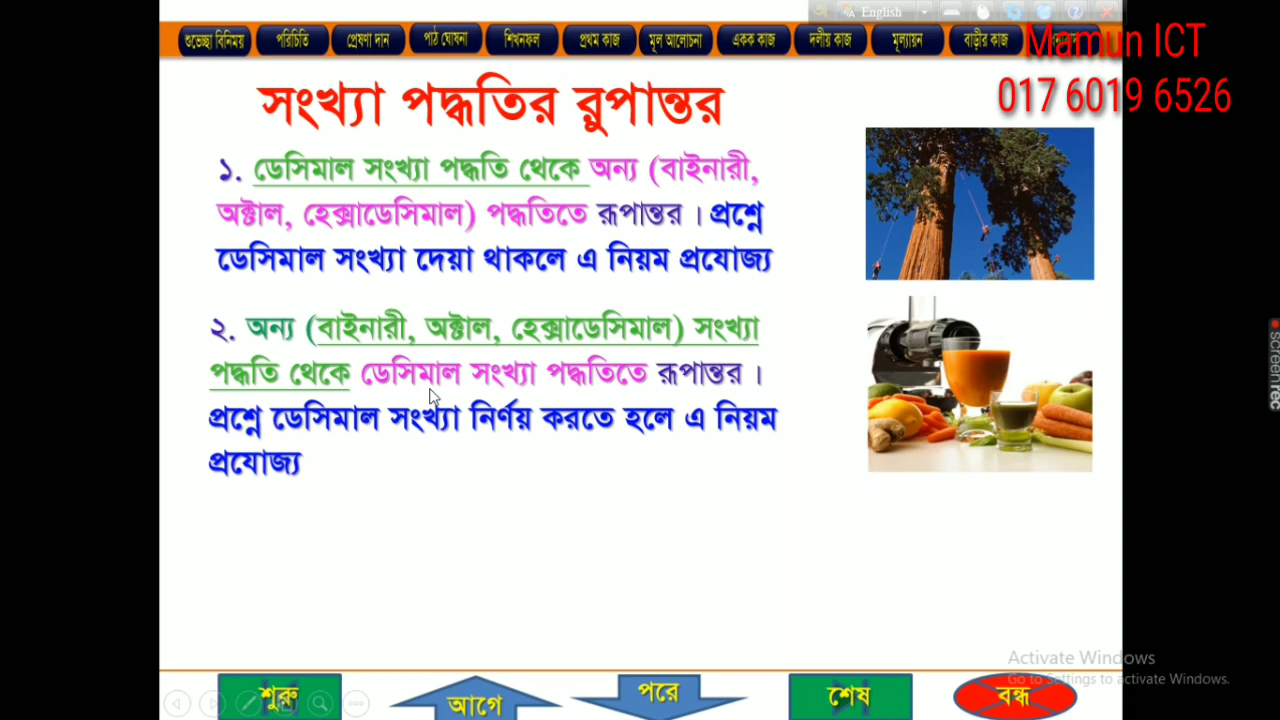 English
শুভেচ্ছা বিনিময় পরিচিতি প্রেষণা দান পাঠ ঘোষনা শিখনফল প্রথম কাজ মূল আলোচনা একক কাজ দলীয় কাজ মূল্যায়ন বাড়ীর কাজ
Mamun ICT
017 6019 6526
সংখ্যা পদ্ধতির রুপান্তর
১. ডেসিমাল সংখ্যা পদ্ধতি থেকে অন্য (বাইনারী,
অক্টাল, হেক্সাডেসিমাল) পদ্ধতিতে রূপান্তর । প্রশ্নে
ডেসিমাল সংখ্যা দেয়া থাকলে এ নিয়ম প্রযোজ্য
২. অন্য (বাইনারী, অক্টাল, হেক্সাডেসিমাল) সংখ্যা
পদ্ধতি থেকে ডেসিমাল সংখ্যা পদ্ধতিতে রূপান্তর ।
প্রশ্নে ডেসিমাল সংখ্যা নির্ণয় করতে হলে এ নিয়ম
প্রযোজ্য
screenrec
Activate Windows
Go to Settings to activate Windows.
শুরু আগে পরে শেষ বন্ধ